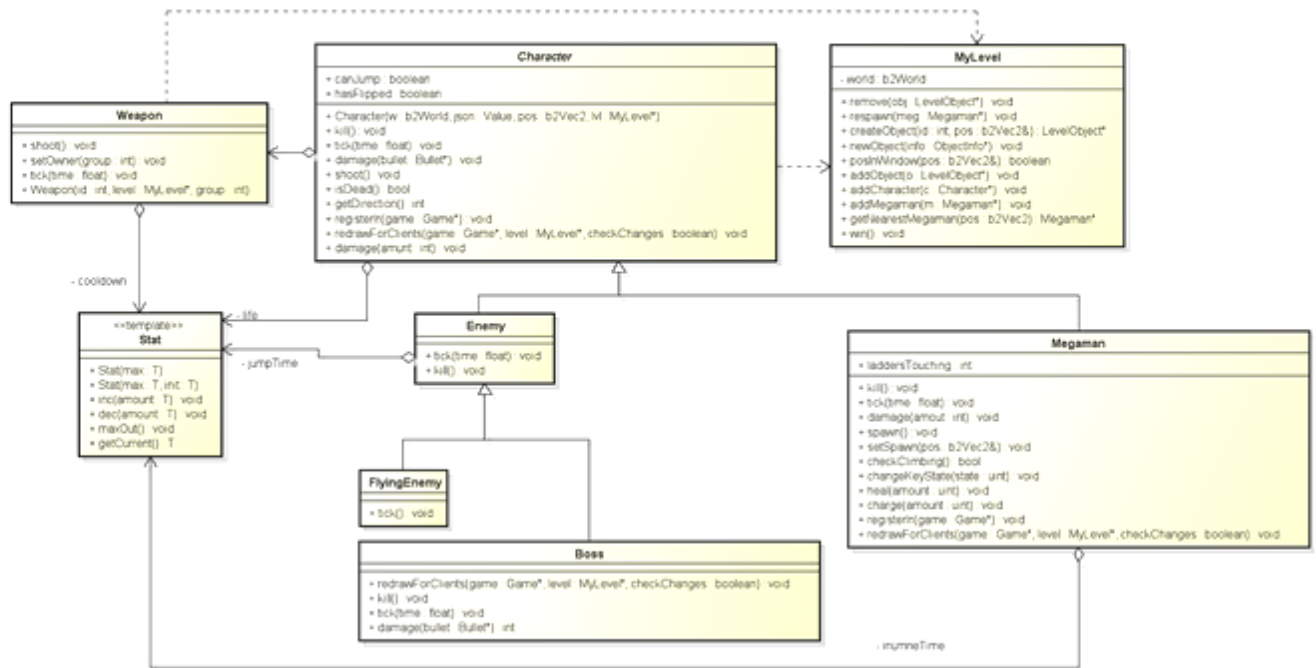 Character
+ canJump : boolean
+ hasFlipped : boolean
+ Character(w : b2World, json : Value, pos : b2Vec2, lvl : MyLevel*)
+ kill() : void
+ tick(time : float) : void
+ damage(bullet : Bullet*) : void
+ shoot() : void
+ isDead() : bool
+ getDirection() : int
+ registerIn(game : Game*) : void
+ redrawForClients(game : Game*, level : MyLevel*, checkChanges : boolean) : void
+ damage(amunt : int) : void
MyLevel
- world : b2World
+ remove(obj : LevelObject*) : void
+ respawn(meg : Megaman*) : void
+ createObject(id : int, pos : b2Vec2&) : LevelObject*
+ newObject(info : ObjectInfo*) : void
+ posInWindow(pos : b2Vec2&) : boolean
+ addObject(o : LevelObject*) : void
+ addCharacter(c : Character*) : void
+ addMegaman(m : Megaman*) : void
+ getNearestMegaman(pos : b2Vec2) : Megaman*
+ win() : void
Weapon
+ shoot() : void
+ setOwner(group : int) : void
+ tick(time : float) : void
+ Weapon(id : int, level : MyLevel*, group : int)
- cooldown
- life
- jumpTime
<<template>>
Stat
+ Stat(max : T)
+ Stat(max : T, init : T)
+ inc(amount : T) : void
+ dec(amount : T) : void
+ maxOut() : void
+ getCurrent() : T
Enemy
+ tick(time : float) : void
+ kill() : void
Megaman
+ laddersTouching : int
+ kill() : void
+ tick(time : float) : void
+ damage(amout : int) : void
+ spawn() : void
+ setSpawn(pos : b2Vec2&) : void
+ checkClimbing() : bool
+ changeKeyState(state : uint) : void
+ heal(amount : uint) : void
+ charge(amount : uint) : void
+ registerIn(game : Game*) : void
+ redrawForClients(game : Game*, level : MyLevel*, checkChanges : boolean) : void
FlyingEnemy
+ tick() : void
Boss
+ redrawForClients(game : Game*, level : MyLevel*, checkChanges : boolean) : void
+ kill() : void
+ tick(time : float) : void
+ damage(bullet : Bullet*) : int
- inumneTime